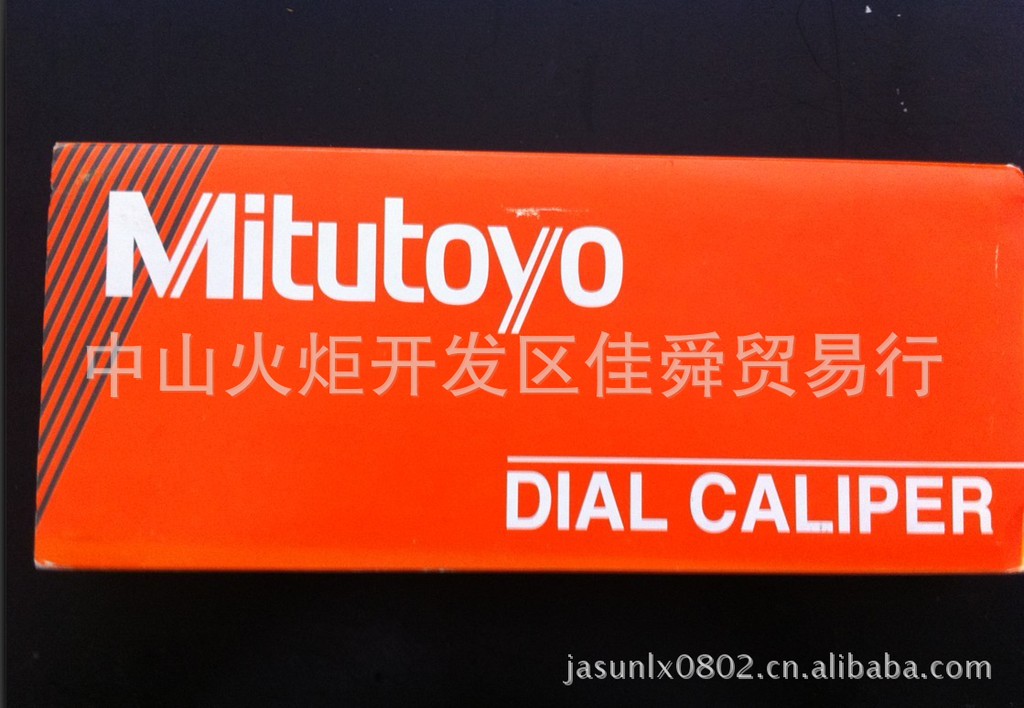 Mitutoyo
中山火炬开发区佳舜贸易行
DIAL CALIPER
jasunlx0802.cn.alibaba.com